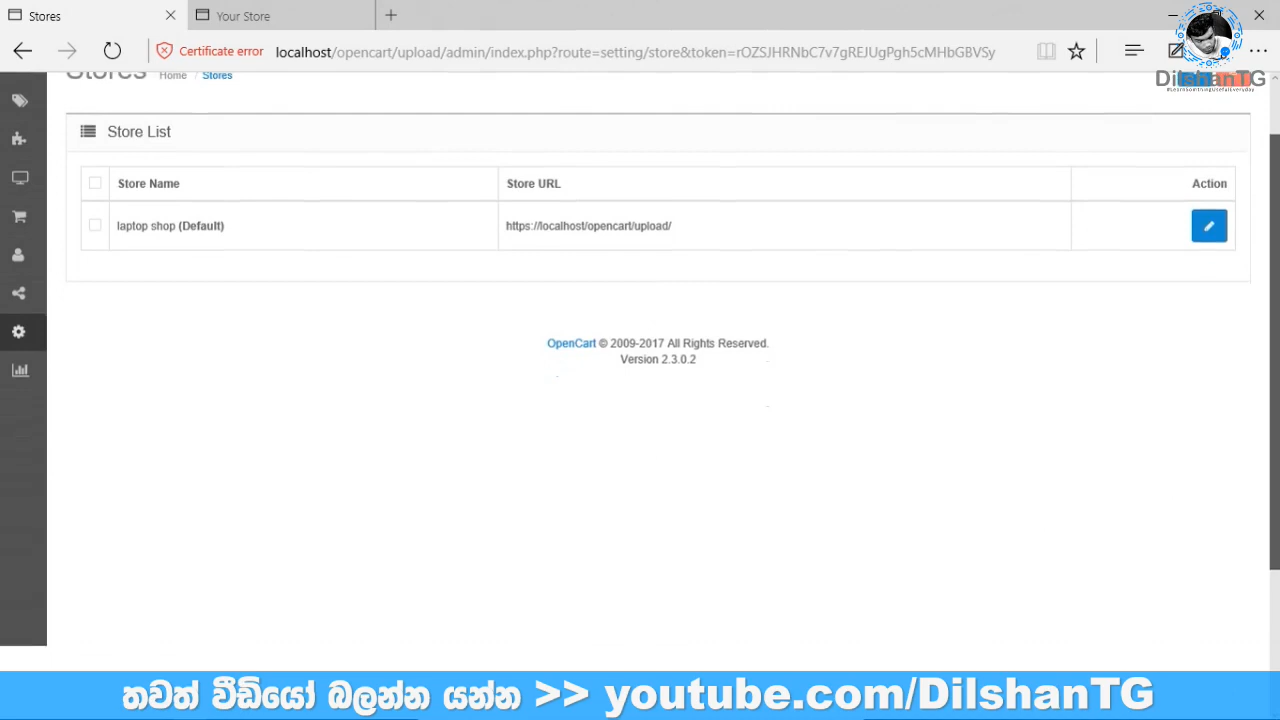 Stores
Your Store
Certificate error
localhost/opencart/upload/admin/index.php?route=setting/store&token=rOZSJHRNbC7v7gREJUgPgh5cMHbGBVSy
DilshanTG
#LearnSomthingUsefulEveryday
Stores Home / Stores
Store List
Store Name Store URL Action
laptop shop (Default) https://localhost/opencart/upload/
OpenCart © 2009-2017 All Rights Reserved.
Version 2.3.0.2
තවත් වීඩියෝ බලන්න යන්න >> youtube.com/DilshanTG